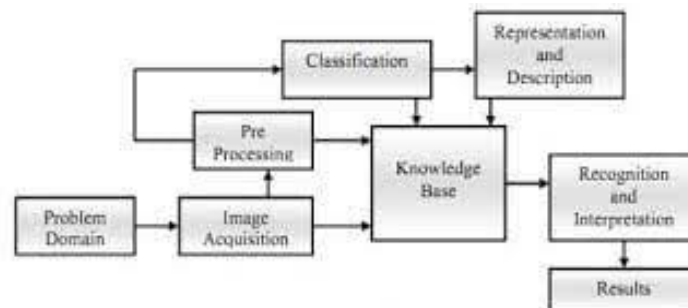 Classification
Representation
and
Description
Pre
Processing
Knowledge
Base
Recognition
and
Interpretation
Problem
Domain
Image
Acquisition
Results